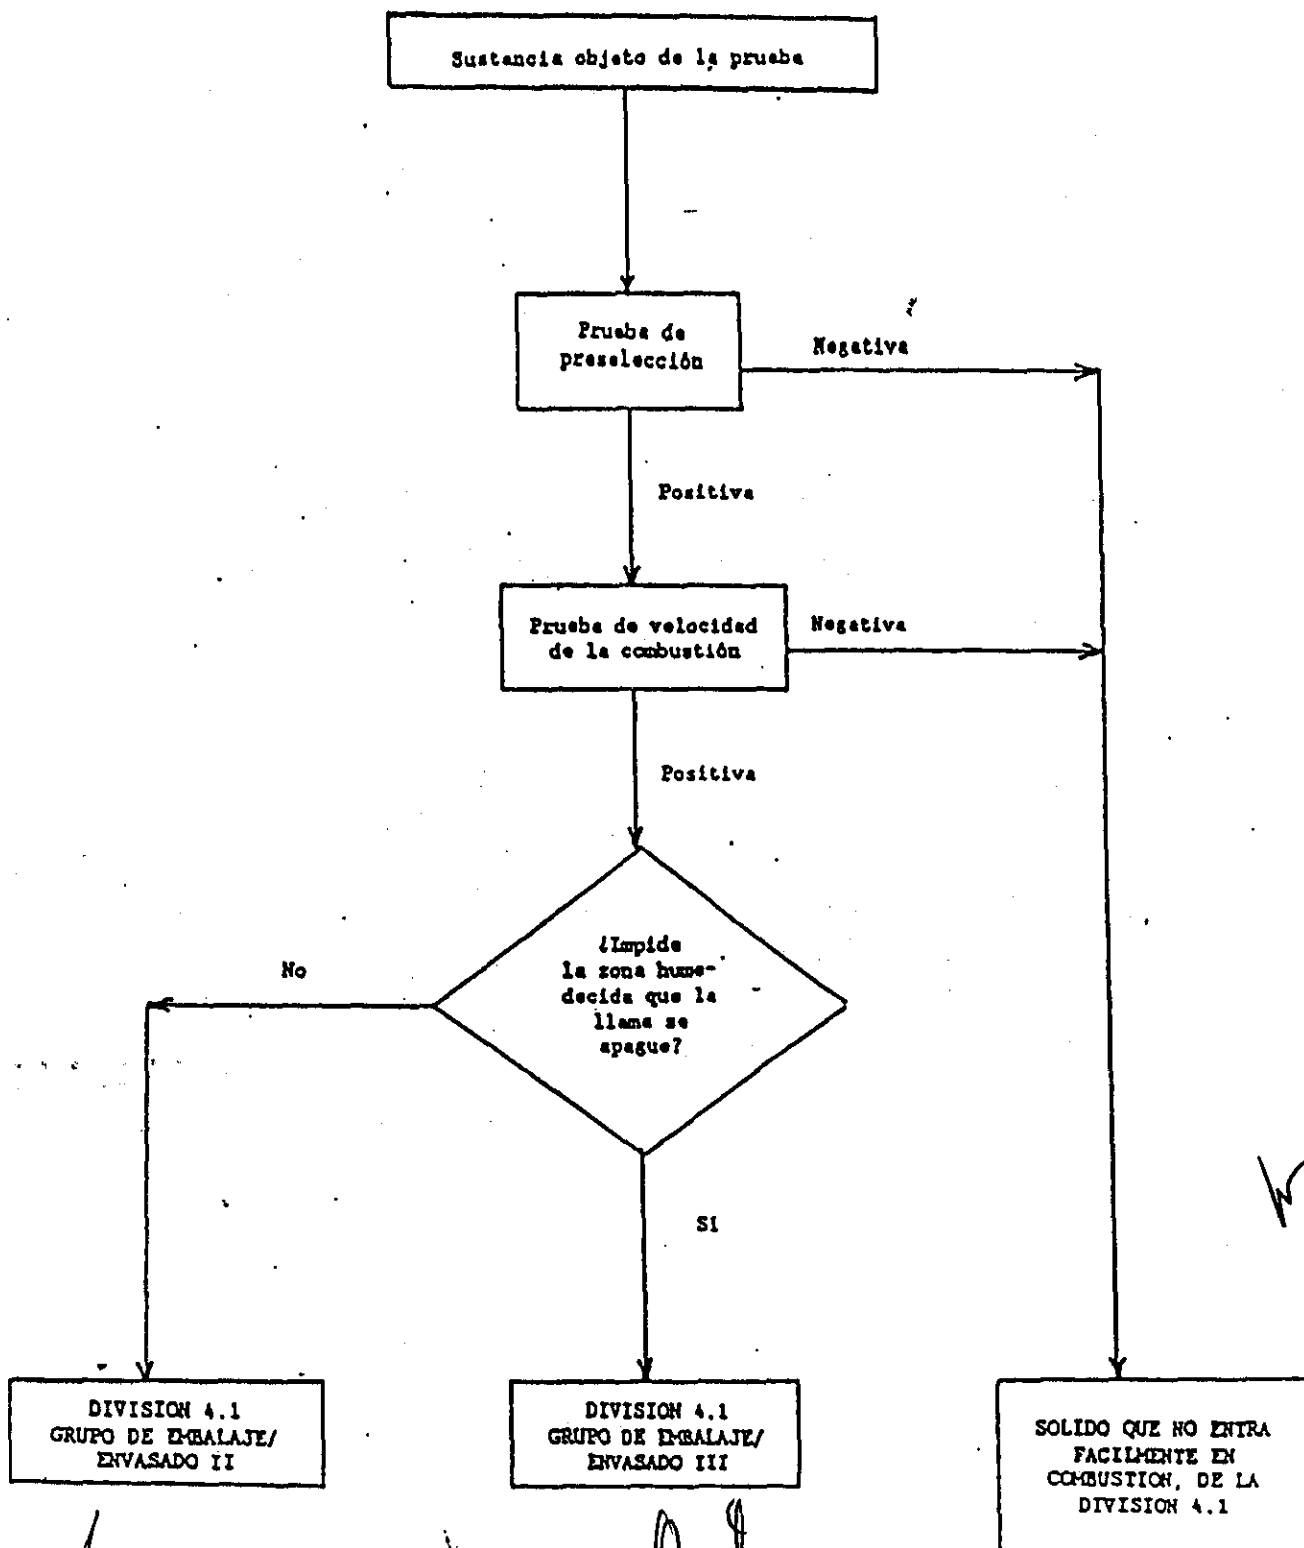 Sustancia objeto de la prueba
Prueba de
preselección
Negativa
Positiva
Prueba de velocidad
de la combustión
Negativa
Positiva
¿Impide
la zona hume-
decida que la
llama se
apague?
No
Sí
DIVISION 4.1
GRUPO DE EMBALAJE/
ENVASADO II
DIVISION 4.1
GRUPO DE EMBALAJE/
ENVASADO III
SOLIDO QUE NO ENTRA
FACILMENTE EN
COMBUSTION, DE LA
DIVISION 4.1